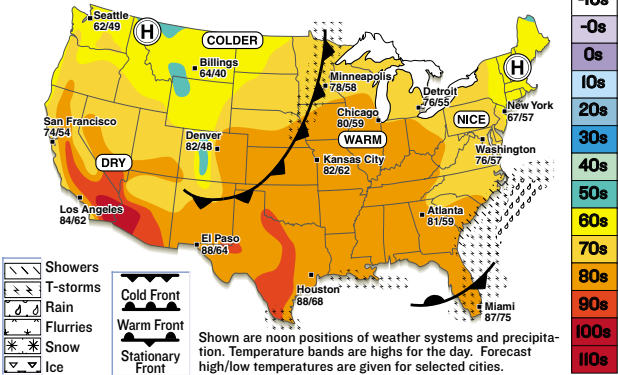 Seattle
62/49
H
COLDER
Billings
64/40
Minneapolis
78/58
H
Detroit
76/55
New York
67/57
Chicago
80/59
NICE
San Francisco
74/54
Denver
82/48
WARM
Washington
76/57
DRY
Kansas City
82/62
Los Angeles
84/62
Atlanta
81/59
El Paso
88/64
Houston
88/68
Miami
87/75
Showers
T-storms
Rain
Flurries
Snow
Ice
Cold Front
Warm Front
Stationary
Front
Shown are noon positions of weather systems and precipita-
tion. Temperature bands are highs for the day. Forecast
high/low temperatures are given for selected cities.
-10s
-0s
0s
10s
20s
30s
40s
50s
60s
70s
80s
90s
100s
110s